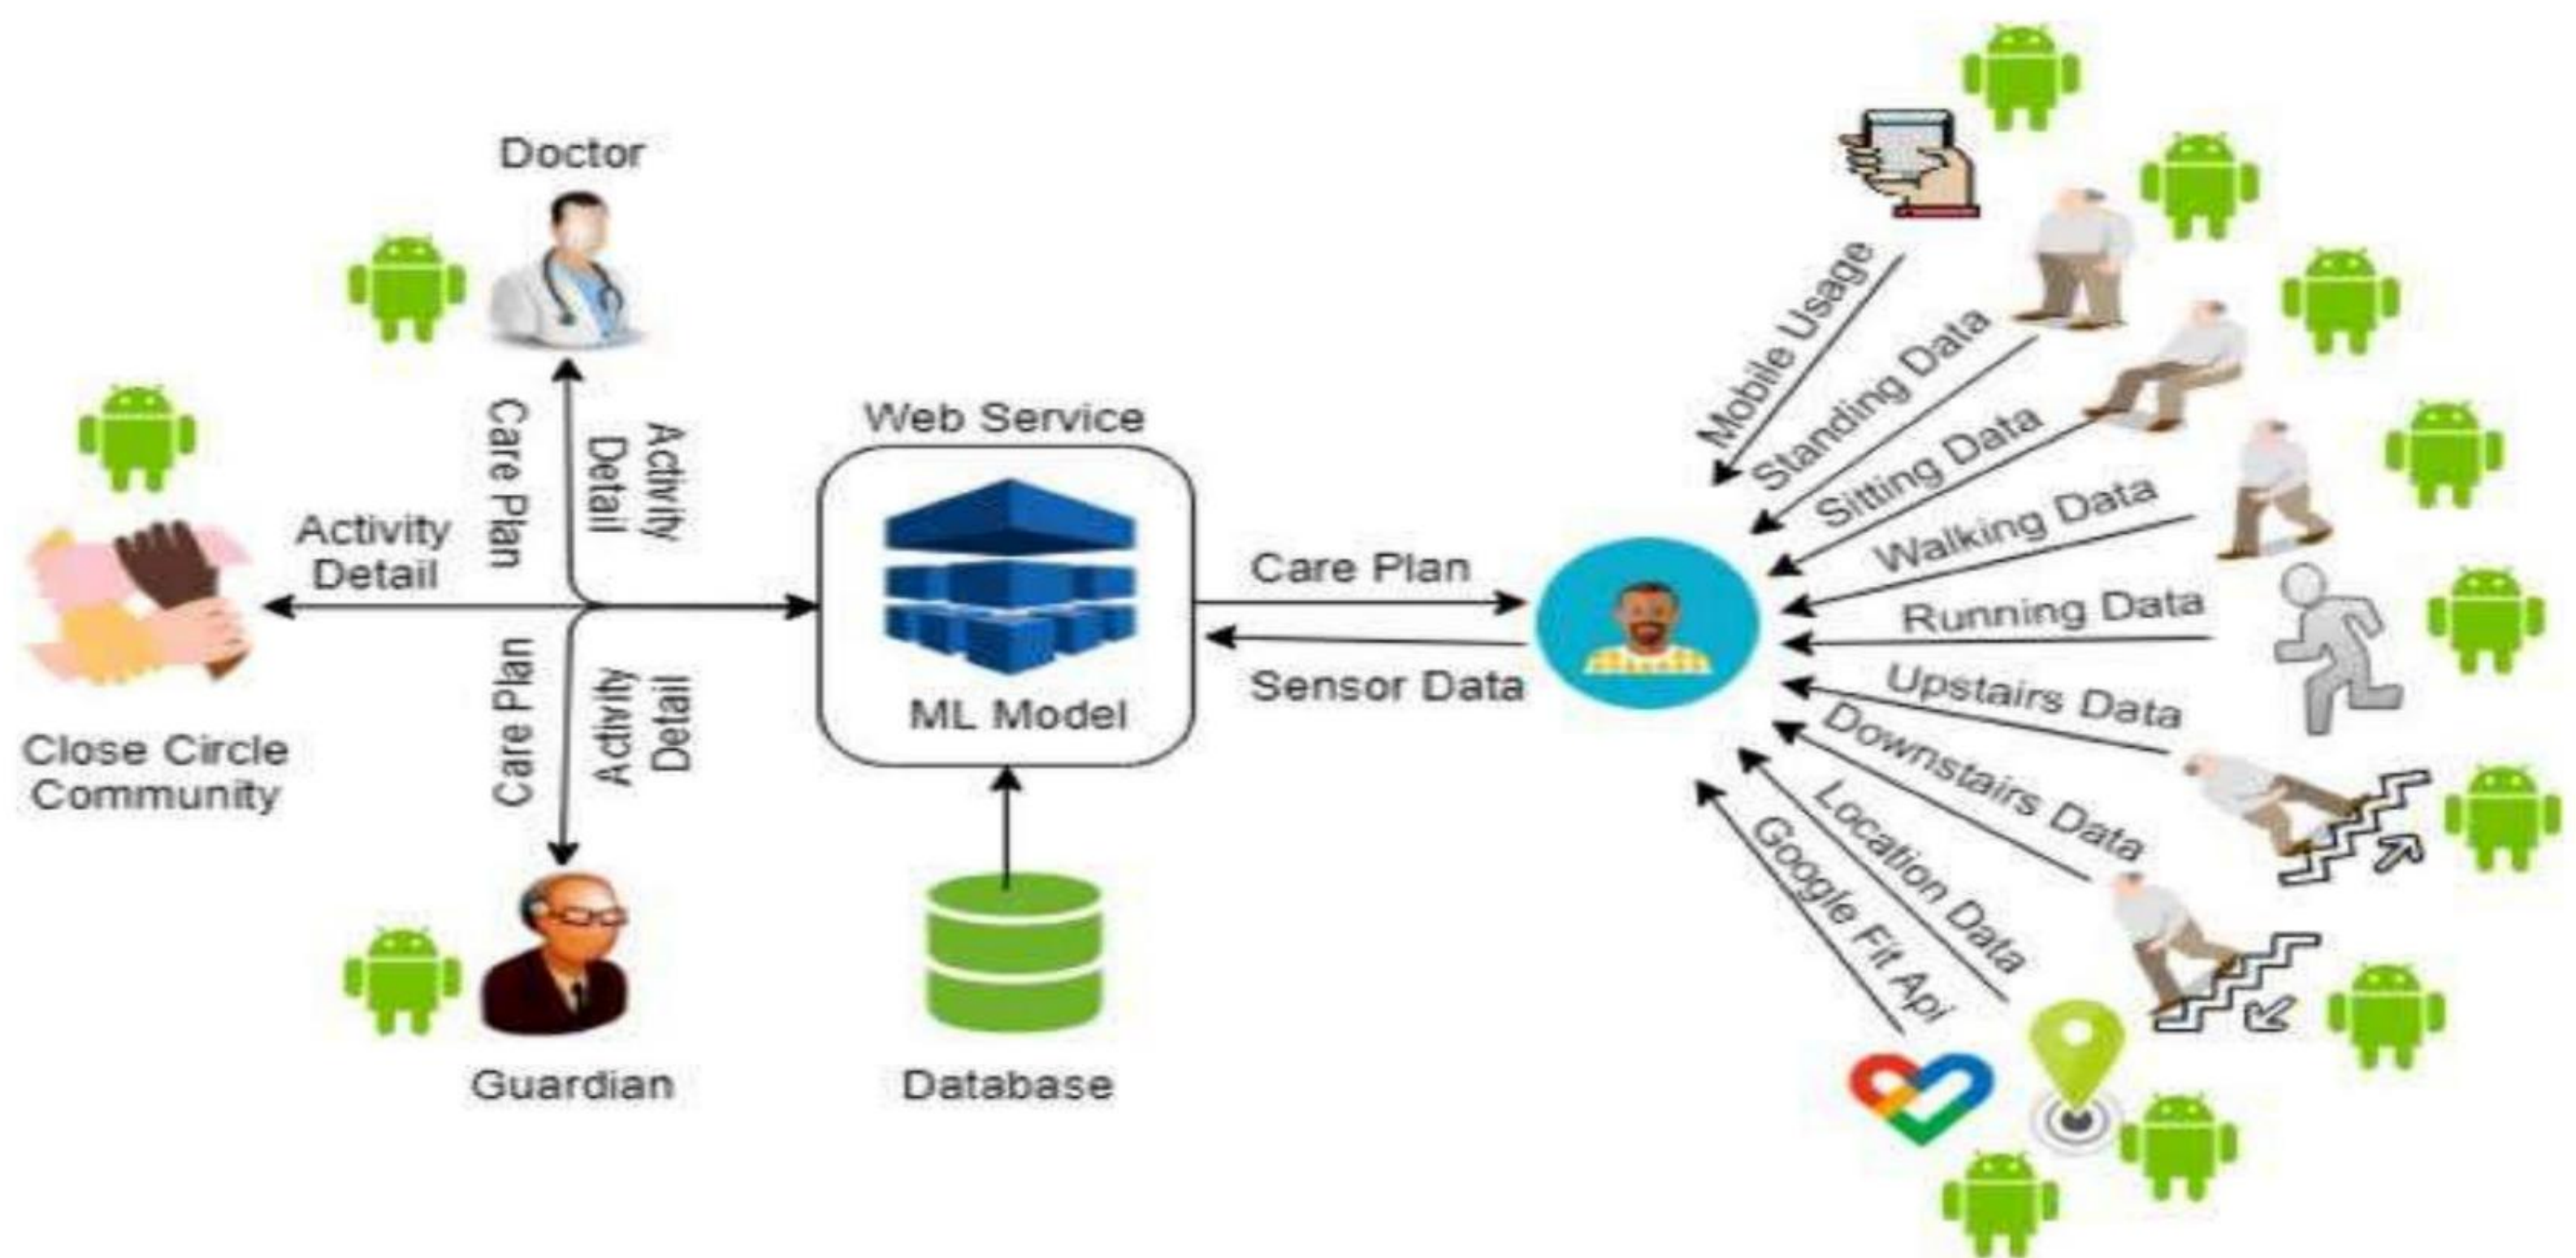 Doctor
Care Plan
Activity
Detail
Activity
Detail
Close Circle
Community
Care Plan
Activity
Detail
Guardian
Web Service
ML Model
Database
Care Plan
Sensor Data
Mobile Usage
Standing Data
Sitting Data
Walking Data
Running Data
Upstairs Data
Downstairs Data
Location Data
Google Fit Api